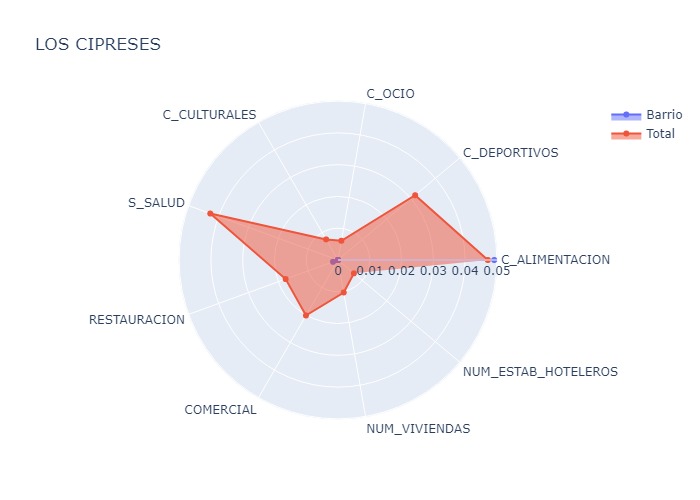 LOS CIPRESES
C_OCIO
C_CULTURALES
Barrio
Total
C_DEPORTIVOS
S_SALUD
C_ALIMENTACION
0 0.01 0.02 0.03 0.04 0.05
RESTAURACION
NUM_ESTAB_HOTELEROS
COMERCIAL
NUM_VIVIENDAS